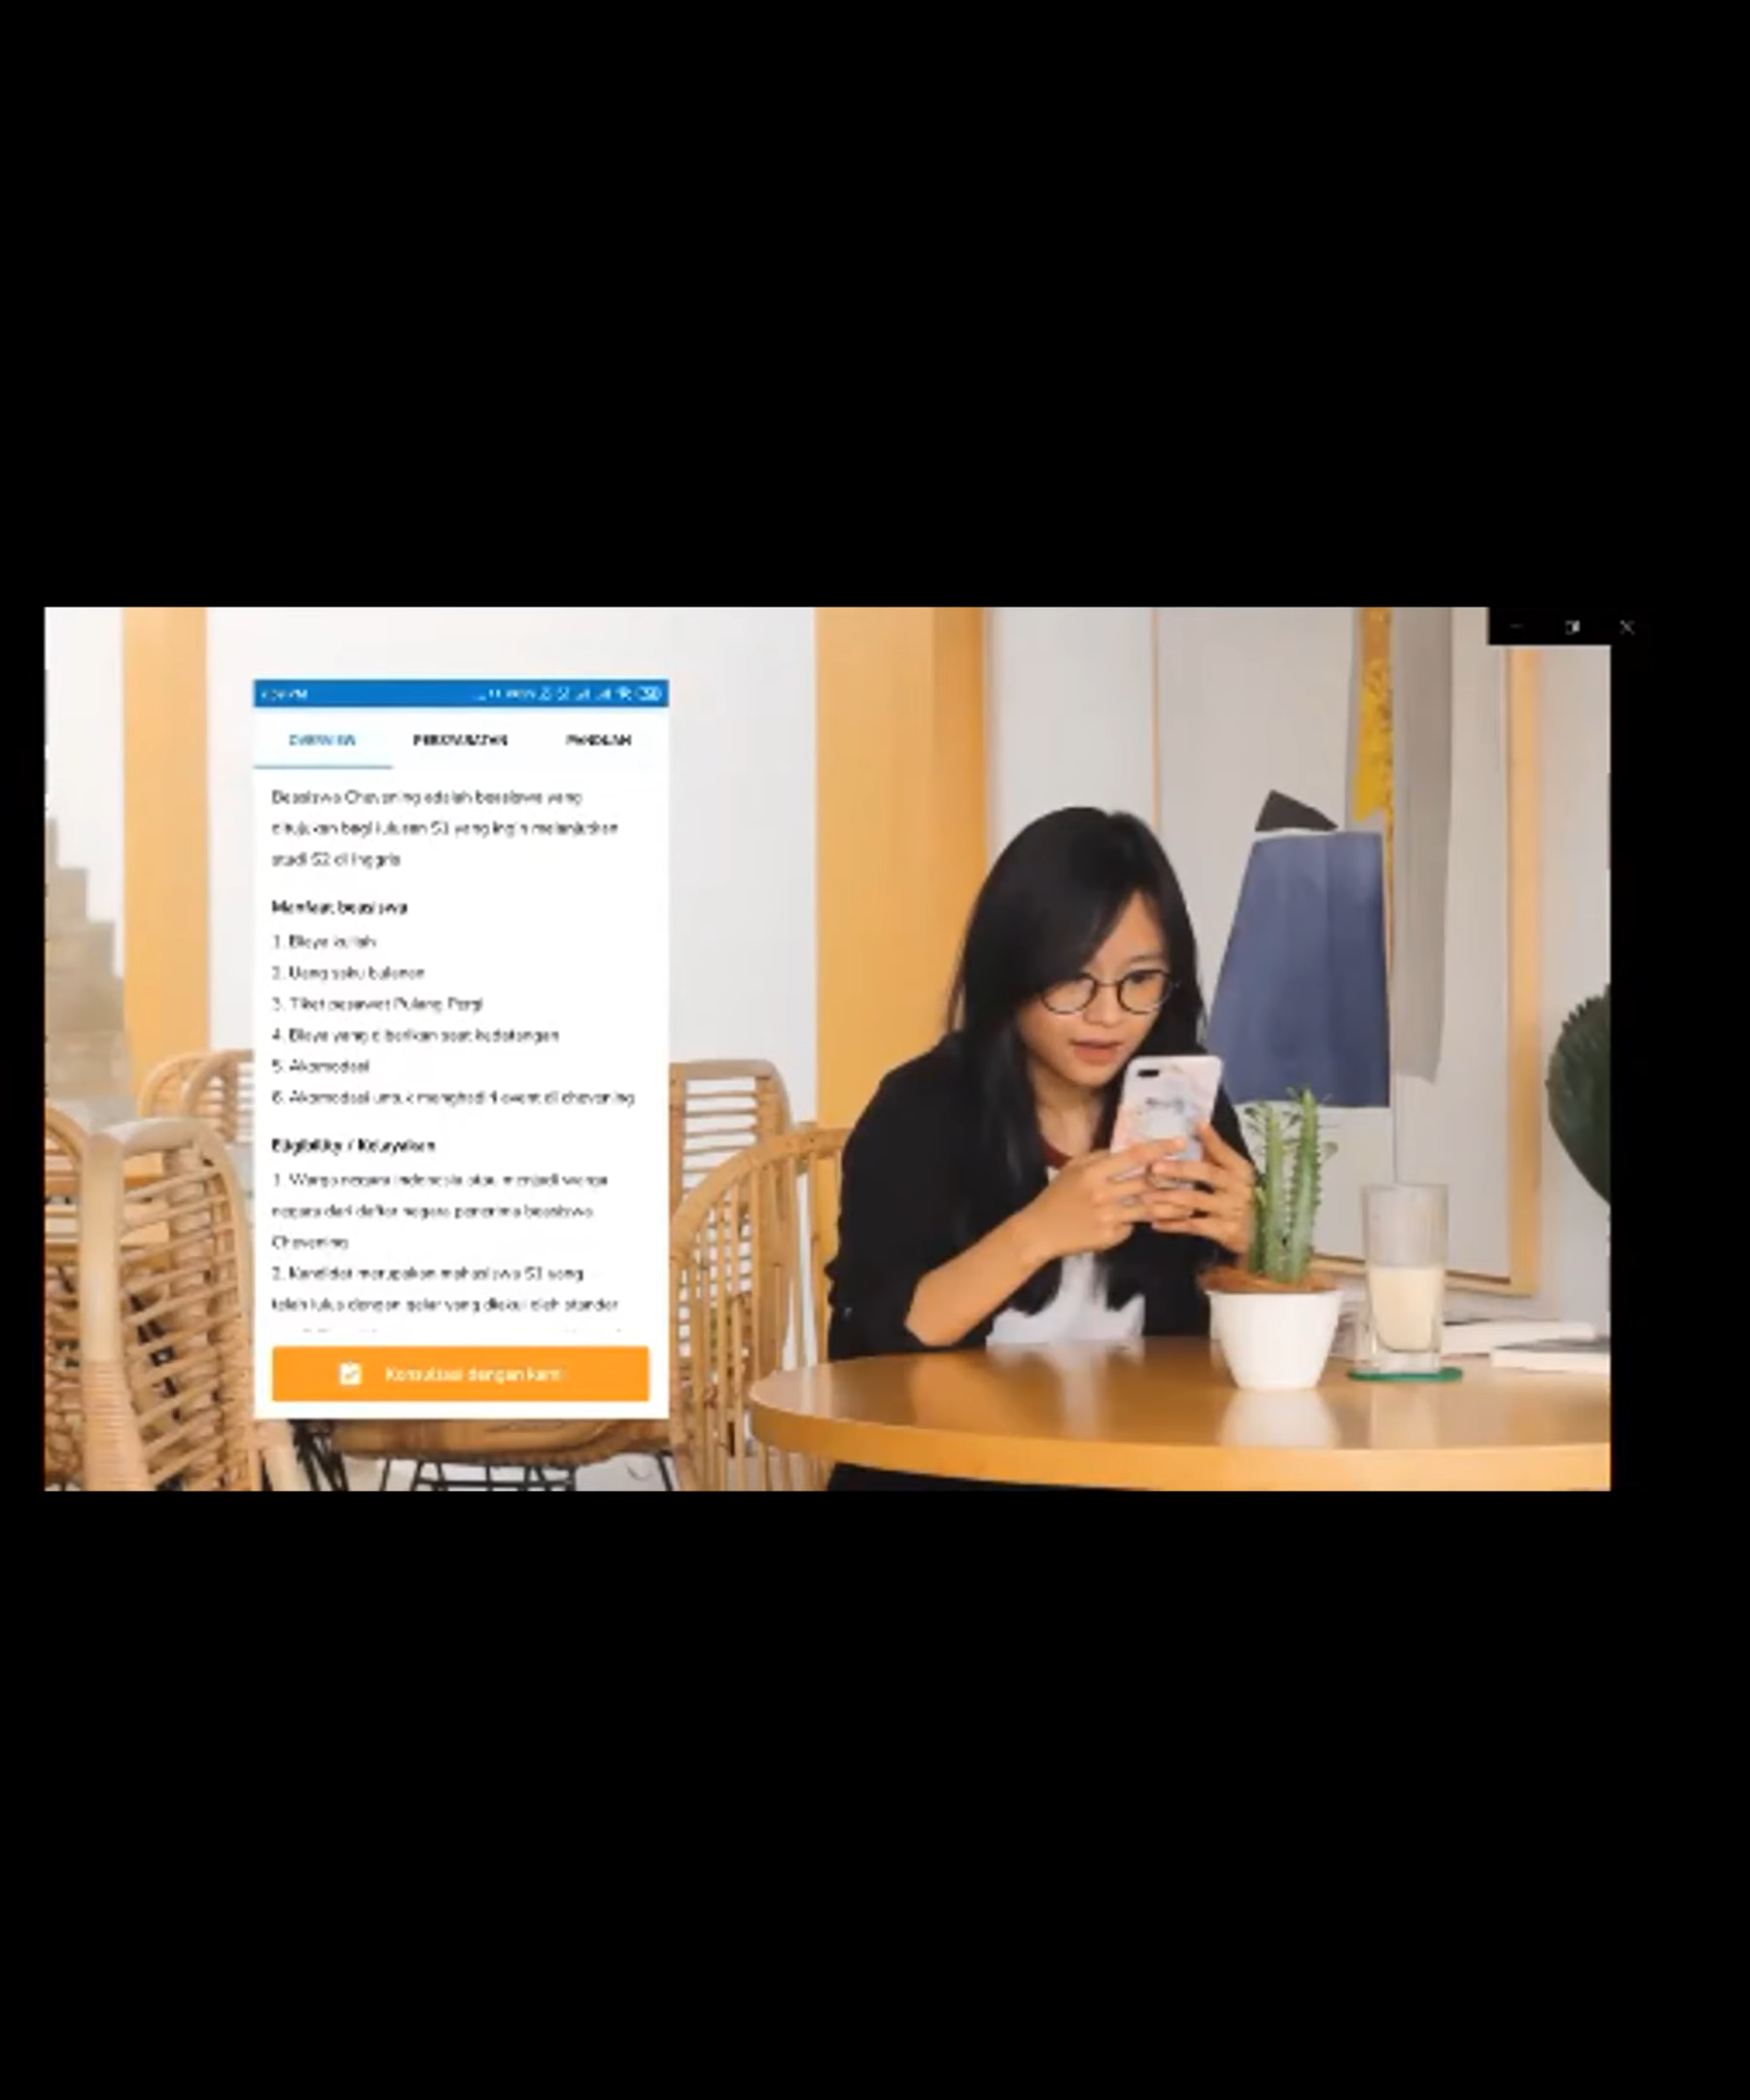 OVERVIEW PERSYARATAN PANDUAN
Beasiswa Chevening adalah beasiswa yang
ditujukan bagi lulusan S1 yang ingin melanjutkan
studi S2 di Inggris
Manfaat beasiswa
1. Biaya kuliah
2. Uang saku bulanan
3. Tiket pesawat Pulang Pergi
4. Biaya yang diberikan saat kedatangan
5. Akomodasi
6. Akomodasi untuk menghadiri event di chevening
Eligibility / Kelayakan
1. Warga negara Indonesia atau menjadi warga
negara dari daftar negara penerima beasiswa
Chevening
2. Kandidat merupakan mahasiswa S1 yang
telah lulus dengan gelar yang diakui oleh standar
Konsultasi dengan kami